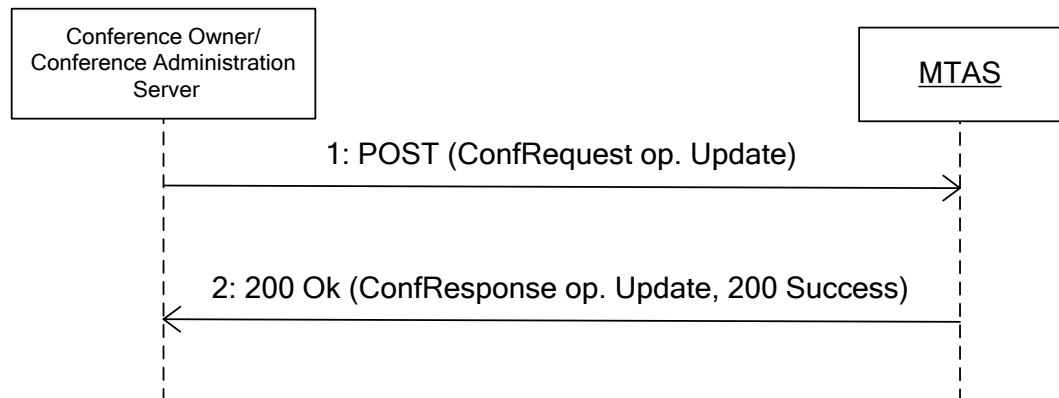 Conference Owner/
Conference Administration
Server
MTAS
1: POST (ConfRequest op. Update)
2: 200 Ok (ConfResponse op. Update, 200 Success)